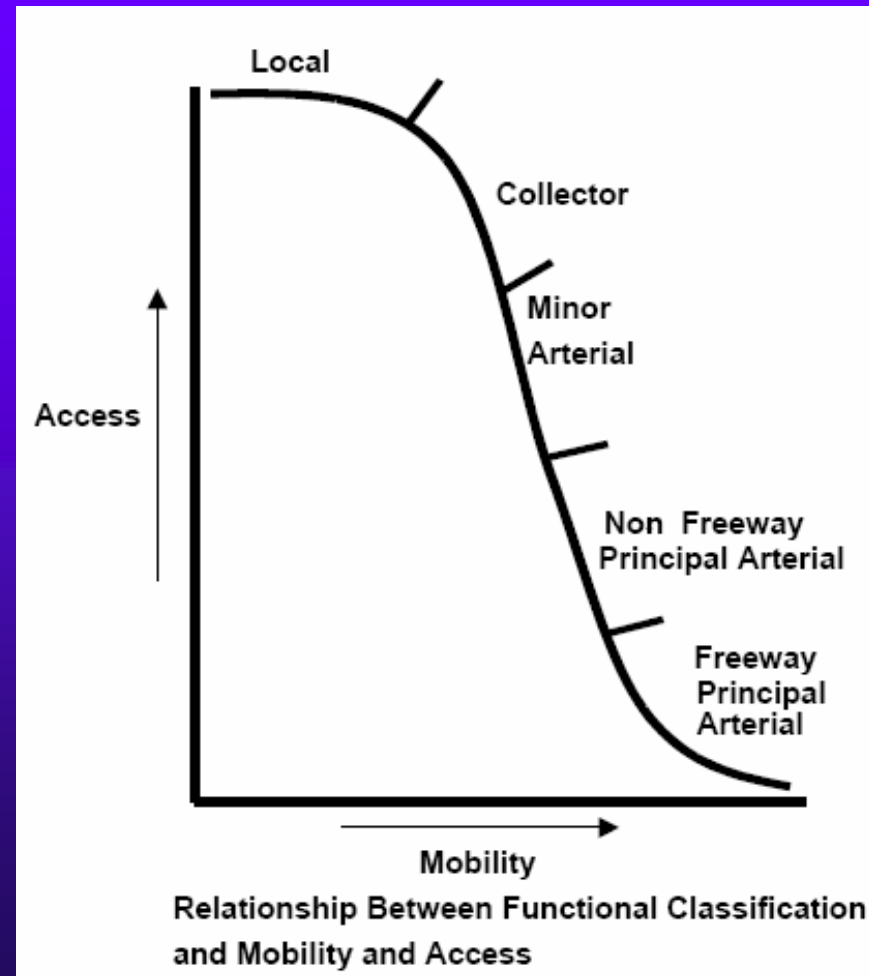 Local
Collector
Minor
Arterial
Access
Non Freeway
Principal Arterial
Freeway
Principal
Arterial
Mobility
Relationship Between Functional Classification
and Mobility and Access